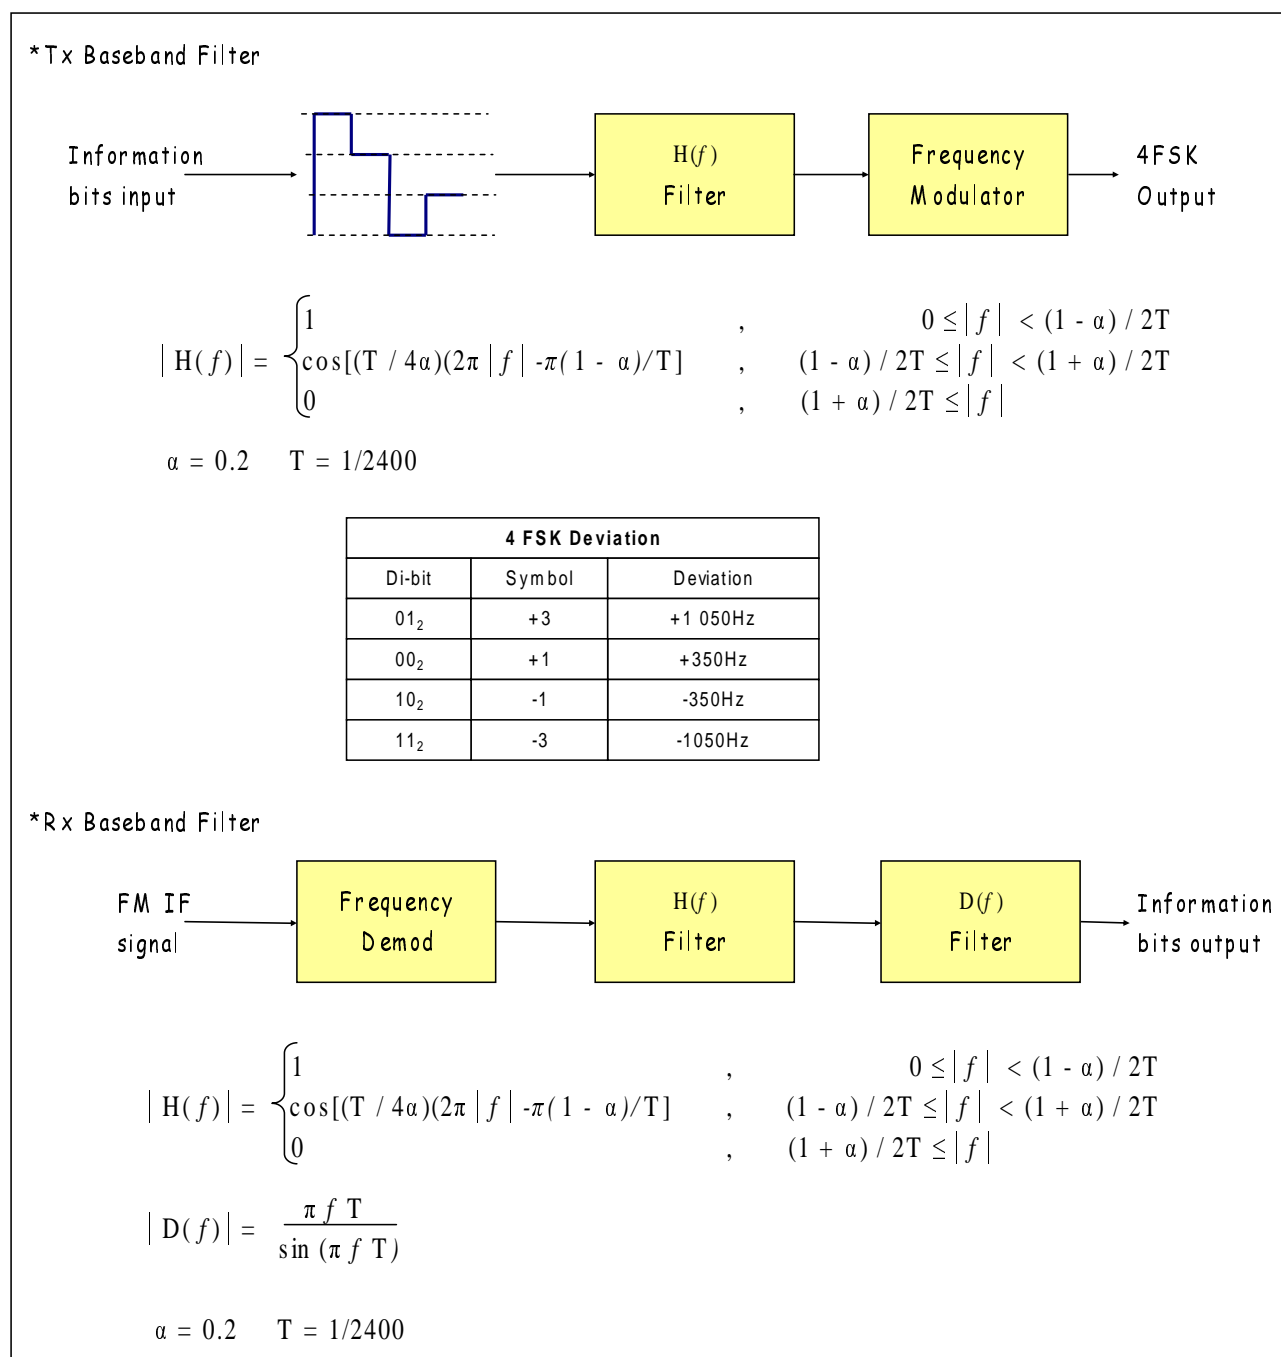 *Tx Baseband Filter
Information
bits input
H(f)
Filter
Frequency
Modulator
4FSK
Output
| H(f) | = { 1 , 0 ≤ | f | < (1 - α) / 2T
cos[(T / 4α)(2π | f | -π(1 - α)/T] , (1 - α) / 2T ≤ | f | < (1 + α) / 2T
0 , (1 + α) / 2T ≤ | f |
α = 0.2 T = 1/2400
4 FSK Deviation
Di-bit Symbol Deviation
01₂ +3 +1 050Hz
00₂ +1 +350Hz
10₂ -1 -350Hz
11₂ -3 -1050Hz
*Rx Baseband Filter
FM IF
signal
Frequency
Demod
H(f)
Filter
D(f)
Filter
Information
bits output
| H(f) | = { 1 , 0 ≤ | f | < (1 - α) / 2T
cos[(T / 4α)(2π | f | -π(1 - α)/T] , (1 - α) / 2T ≤ | f | < (1 + α) / 2T
0 , (1 + α) / 2T ≤ | f |
| D(f) | = π f T / sin (π f T)
α = 0.2 T = 1/2400